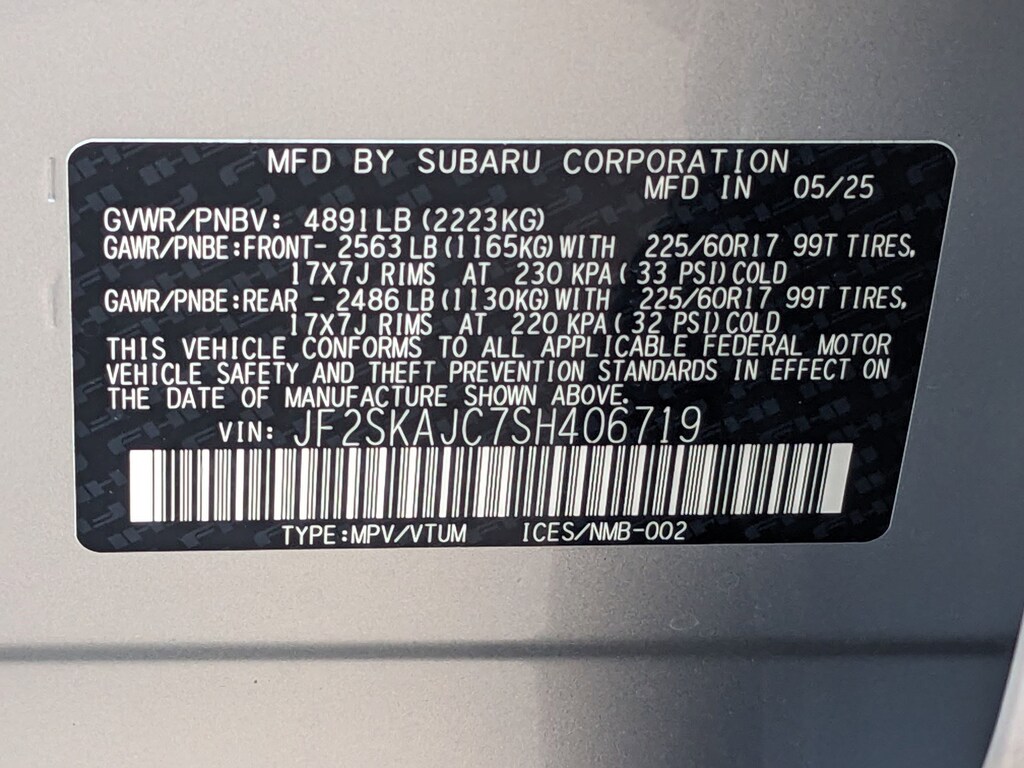 MFD BY SUBARU CORPORATION
MFD IN 05/25
GVWR/PNBV: 4891LB (2223KG)
GAWR/PNBE:FRONT- 2563 LB (1165KG) WITH 225/60R17 99T TIRES,
17X7J RIMS AT 230 KPA ( 33 PSI) COLD
GAWR/PNBE:REAR - 2486 LB (1130KG) WITH 225/60R17 99T TIRES,
17X7J RIMS AT 220 KPA ( 32 PSI) COLD
THIS VEHICLE CONFORMS TO ALL APPLICABLE FEDERAL MOTOR
VEHICLE SAFETY AND THEFT PREVENTION STANDARDS IN EFFECT ON
THE DATE OF MANUFACTURE SHOWN ABOVE.
VIN: JF2SKAJC7SH406719
TYPE:MPV/VTUM ICES/NMB-002